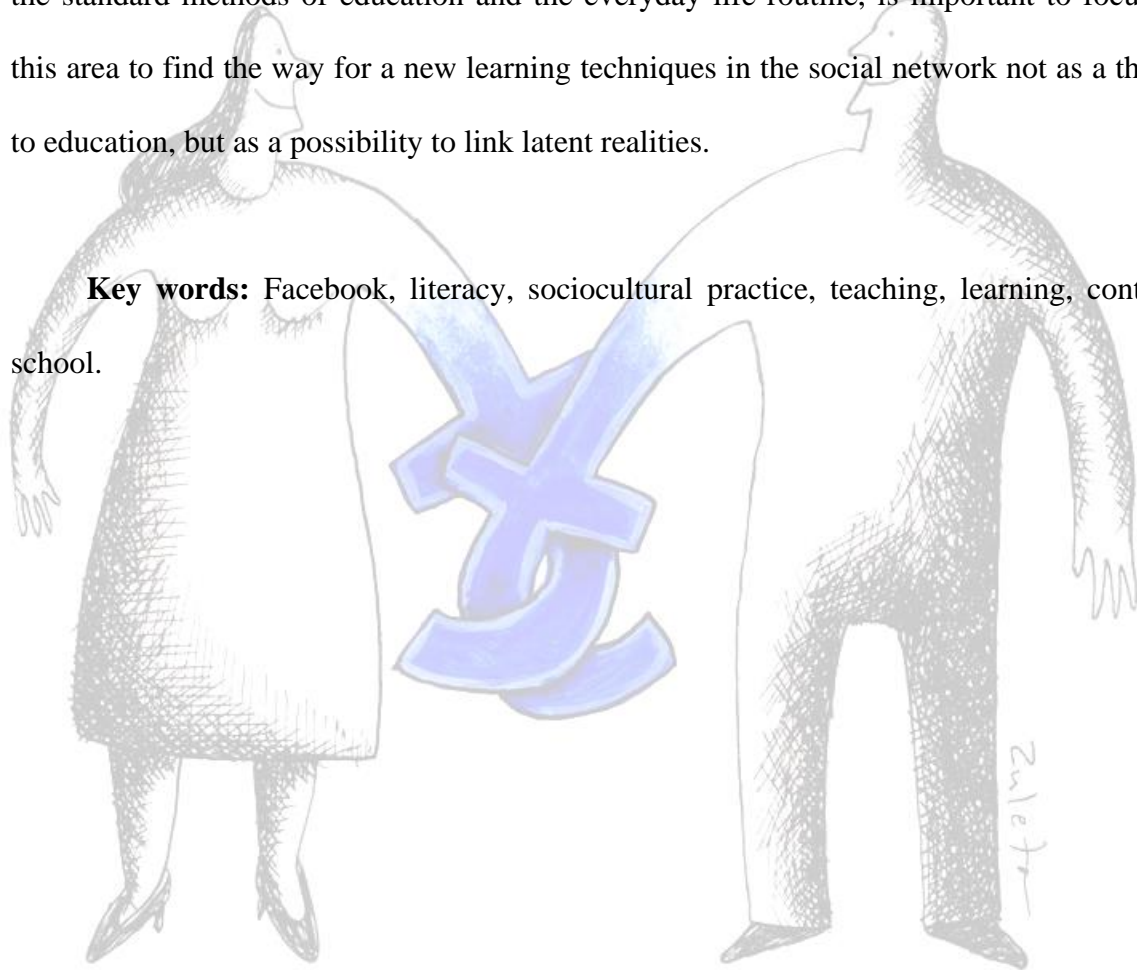 the standard methods of education and the everyday life routine, is important to focu
this area to find the way for a new learning techniques in the social network not as a th
to education, but as a possibility to link latent realities.
Key words: Facebook, literacy, sociocultural practice, teaching, learning, cont
school.
Zuleta